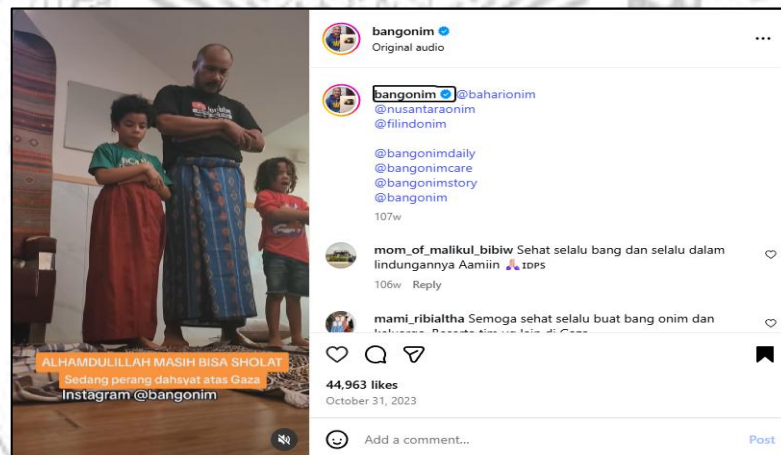 bangonim
Original audio
bangonim @baharionim
@nusantaraonim
@filindonim
@bangonimdaily
@bangonimcare
@bangonimstory
@bangonim
107w
mom_of_malikul_bibiw Sehat selalu bang dan selalu dalam
lindungannya Aamiin 🙏 IDPS
106w Reply
mami_ribialtha Semoga sehat selalu buat bang onim dan
44,963 likes
October 31, 2023
Add a comment...
Post
ALHAMDULILLAH MASIH BISA SHOLAT
Sedang perang dahsyat atas Gaza
Instagram @bangonim